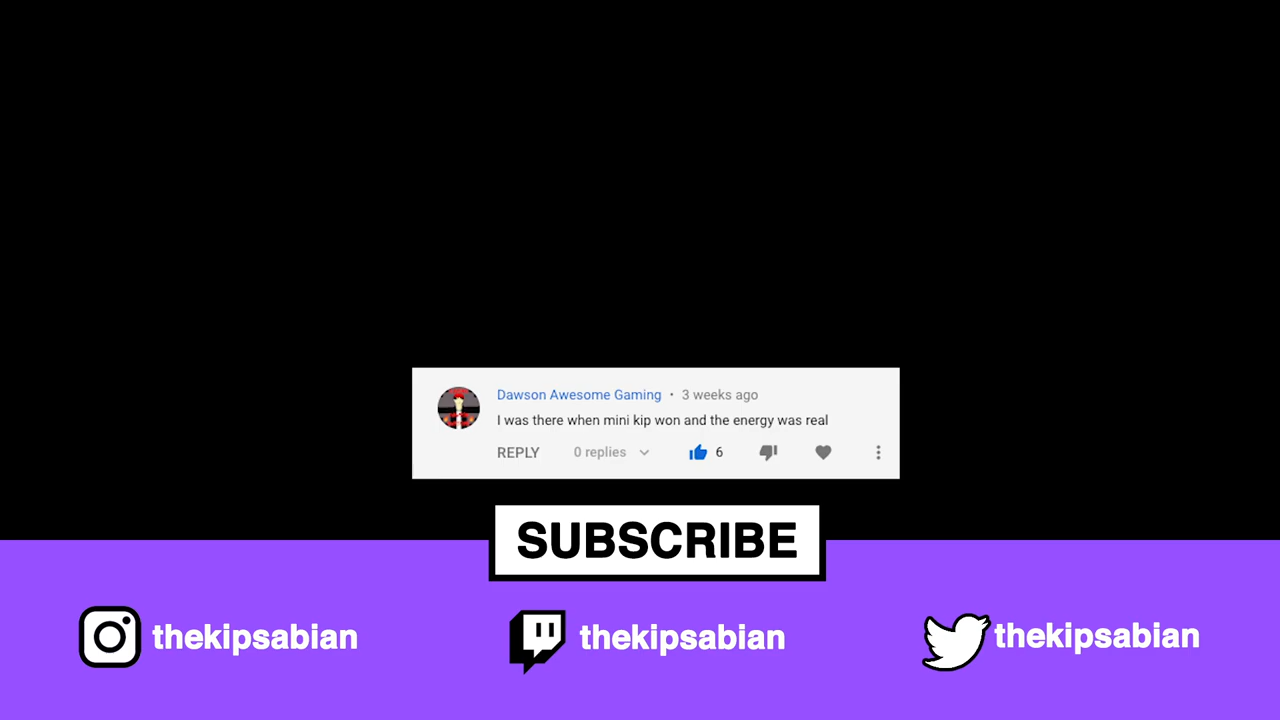 Dawson Awesome Gaming • 3 weeks ago
I was there when mini kip won and the energy was real
REPLY 0 replies 6
SUBSCRIBE
thekipsabian thekipsabian thekipsabian